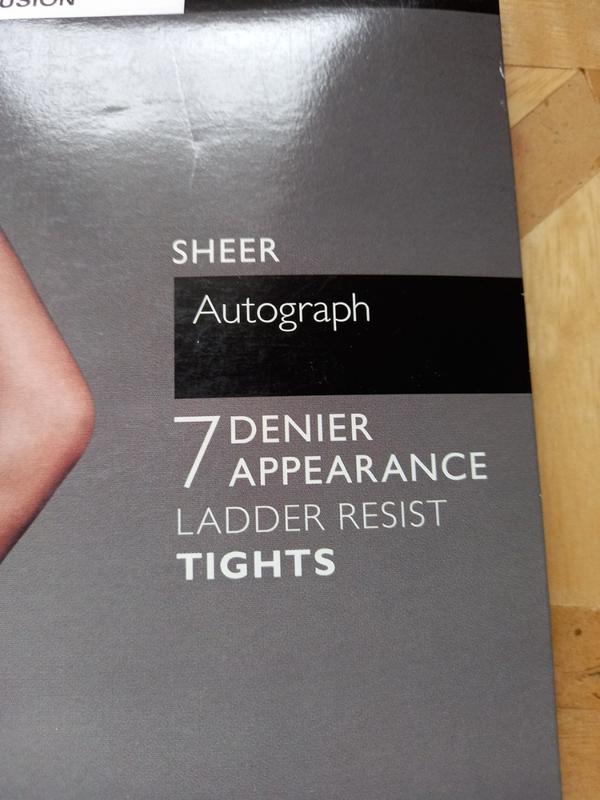 SHEER
Autograph
7 DENIER
APPEARANCE
LADDER RESIST
TIGHTS